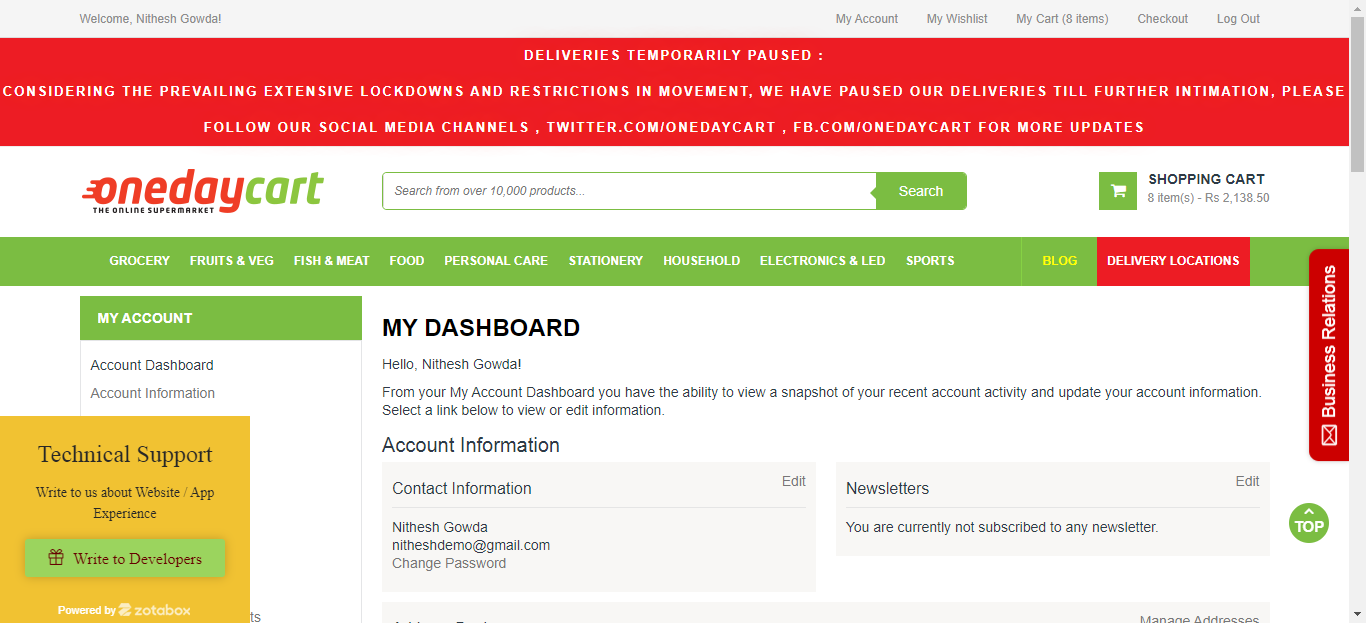 Welcome, Nithesh Gowda!
My Account My Wishlist My Cart (8 items) Checkout Log Out
DELIVERIES TEMPORARILY PAUSED :
CONSIDERING THE PREVAILING EXTENSIVE LOCKDOWNS AND RESTRICTIONS IN MOVEMENT, WE HAVE PAUSED OUR DELIVERIES TILL FURTHER INTIMATION, PLEASE
FOLLOW OUR SOCIAL MEDIA CHANNELS , TWITTER.COM/ONEDAYCART , FB.COM/ONEDAYCART FOR MORE UPDATES
onedaycart
THE ONLINE SUPERMARKET
Search from over 10,000 products...
Search
SHOPPING CART
8 item(s) - Rs 2,138.50
GROCERY FRUITS & VEG FISH & MEAT FOOD PERSONAL CARE STATIONERY HOUSEHOLD ELECTRONICS & LED SPORTS BLOG DELIVERY LOCATIONS
Business Relations
MY ACCOUNT
Account Dashboard
Account Information
Technical Support
Write to us about Website / App
Experience
Write to Developers
Powered by zotabox
ts
MY DASHBOARD
Hello, Nithesh Gowda!
From your My Account Dashboard you have the ability to view a snapshot of your recent account activity and update your account information.
Select a link below to view or edit information.
Account Information
Contact Information
Edit
Nithesh Gowda
nitheshdemo@gmail.com
Change Password
Newsletters
Edit
You are currently not subscribed to any newsletter.
TOP
Manage Addresses